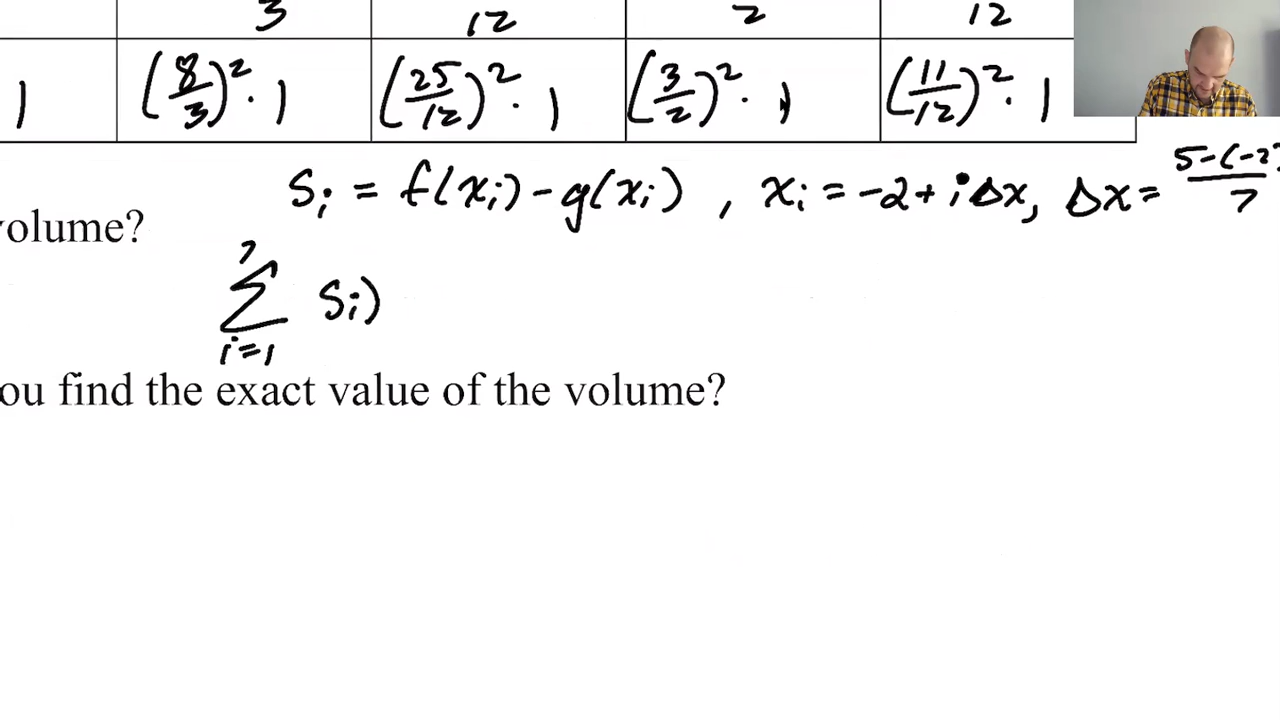 3 12 2 12
1 (8/3)² · 1 (25/12)² · 1 (3/2)² · 1 (11/12)² · 1
Sᵢ = f(xᵢ) - g(xᵢ) , xᵢ = -2 + iΔx, Δx = 5-(-2)/7
volume?
7
Σ Sᵢ)
i=1
ou find the exact value of the volume?